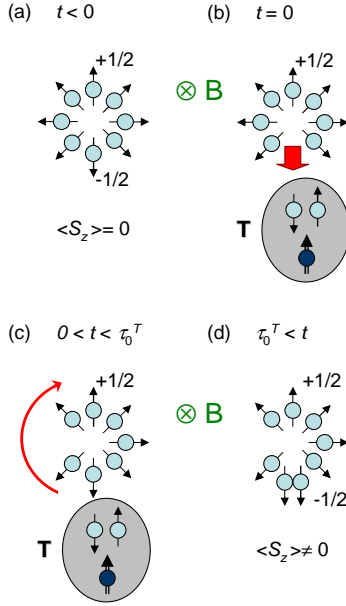 (a) t < 0
+1/2
-1/2
<S_z>= 0
⊗ B
(b) t = 0
+1/2
T
(c) 0 < t < τ_0^T
+1/2
T
⊗ B
(d) τ_0^T < t
+1/2
-1/2
<S_z>≠ 0